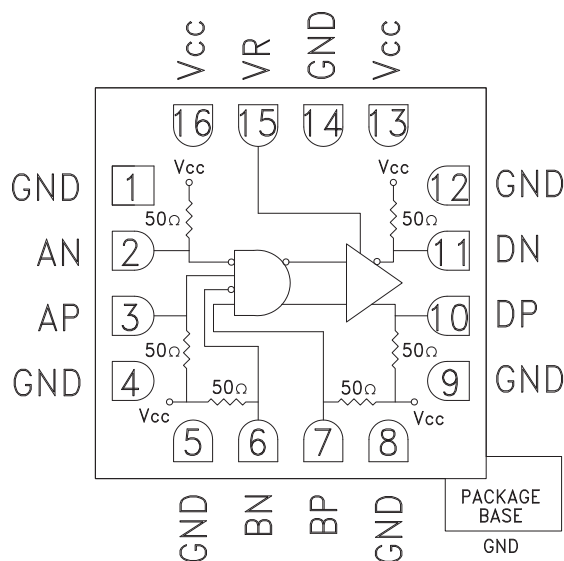 Vcc VR GND Vcc
16 15 14 13
Vcc Vcc
GND 1 12 GND
50Ω 50Ω
AN 2 11 DN
AP 3 10 DP
50Ω 50Ω
GND 4 50Ω 50Ω 9 GND
Vcc Vcc
5 6 7 8
GND BN BP GND
PACKAGE
BASE
GND